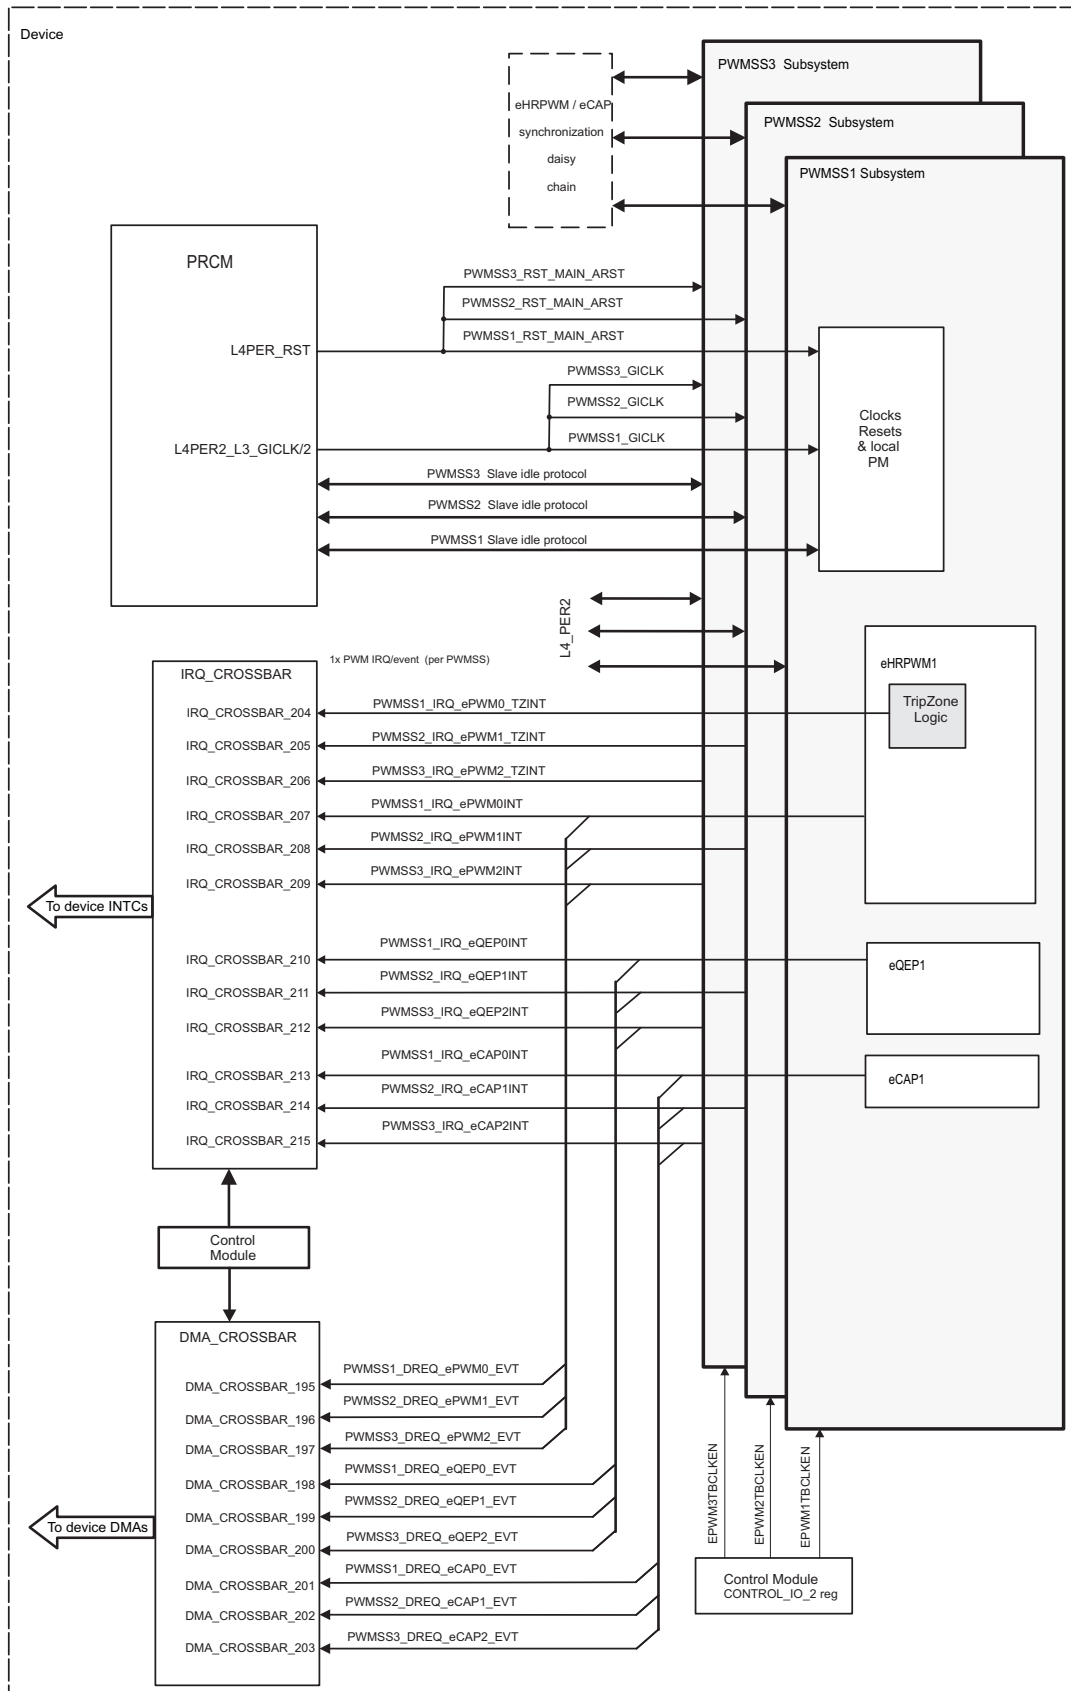 Device
PWMSS3 Subsystem
eHRPWM / eCAP
synchronization
daisy
chain
PWMSS2 Subsystem
PWMSS1 Subsystem
PRCM
PWMSS3_RST_MAIN_ARST
PWMSS2_RST_MAIN_ARST
PWMSS1_RST_MAIN_ARST
L4PER_RST
PWMSS3_GICLK
PWMSS2_GICLK
PWMSS1_GICLK
L4PER2_L3_GICLK/2
Clocks
Resets
& local
PM
PWMSS3 Slave idle protocol
PWMSS2 Slave idle protocol
PWMSS1 Slave idle protocol
L4_PER2
1x PWM IRQ/event (per PWMSS)
IRQ_CROSSBAR
eHRPWM1
TripZone
Logic
PWMSS1_IRQ_ePWM0_TZINT
IRQ_CROSSBAR_204
PWMSS2_IRQ_ePWM1_TZINT
IRQ_CROSSBAR_205
PWMSS3_IRQ_ePWM2_TZINT
IRQ_CROSSBAR_206
PWMSS1_IRQ_ePWM0INT
IRQ_CROSSBAR_207
PWMSS2_IRQ_ePWM1INT
IRQ_CROSSBAR_208
PWMSS3_IRQ_ePWM2INT
IRQ_CROSSBAR_209
To device INTCs
PWMSS1_IRQ_eQEP0INT
IRQ_CROSSBAR_210
eQEP1
PWMSS2_IRQ_eQEP1INT
IRQ_CROSSBAR_211
PWMSS3_IRQ_eQEP2INT
IRQ_CROSSBAR_212
PWMSS1_IRQ_eCAP0INT
IRQ_CROSSBAR_213
eCAP1
PWMSS2_IRQ_eCAP1INT
IRQ_CROSSBAR_214
PWMSS3_IRQ_eCAP2INT
IRQ_CROSSBAR_215
Control
Module
DMA_CROSSBAR
PWMSS1_DREQ_ePWM0_EVT
DMA_CROSSBAR_195
PWMSS2_DREQ_ePWM1_EVT
DMA_CROSSBAR_196
PWMSS3_DREQ_ePWM2_EVT
DMA_CROSSBAR_197
PWMSS1_DREQ_eQEP0_EVT
DMA_CROSSBAR_198
PWMSS2_DREQ_eQEP1_EVT
DMA_CROSSBAR_199
To device DMAs
PWMSS3_DREQ_eQEP2_EVT
DMA_CROSSBAR_200
PWMSS1_DREQ_eCAP0_EVT
DMA_CROSSBAR_201
PWMSS2_DREQ_eCAP1_EVT
DMA_CROSSBAR_202
PWMSS3_DREQ_eCAP2_EVT
DMA_CROSSBAR_203
EPWM3TBCLKEN
EPWM2TBCLKEN
EPWM1TBCLKEN
Control Module
CONTROL_IO_2 reg